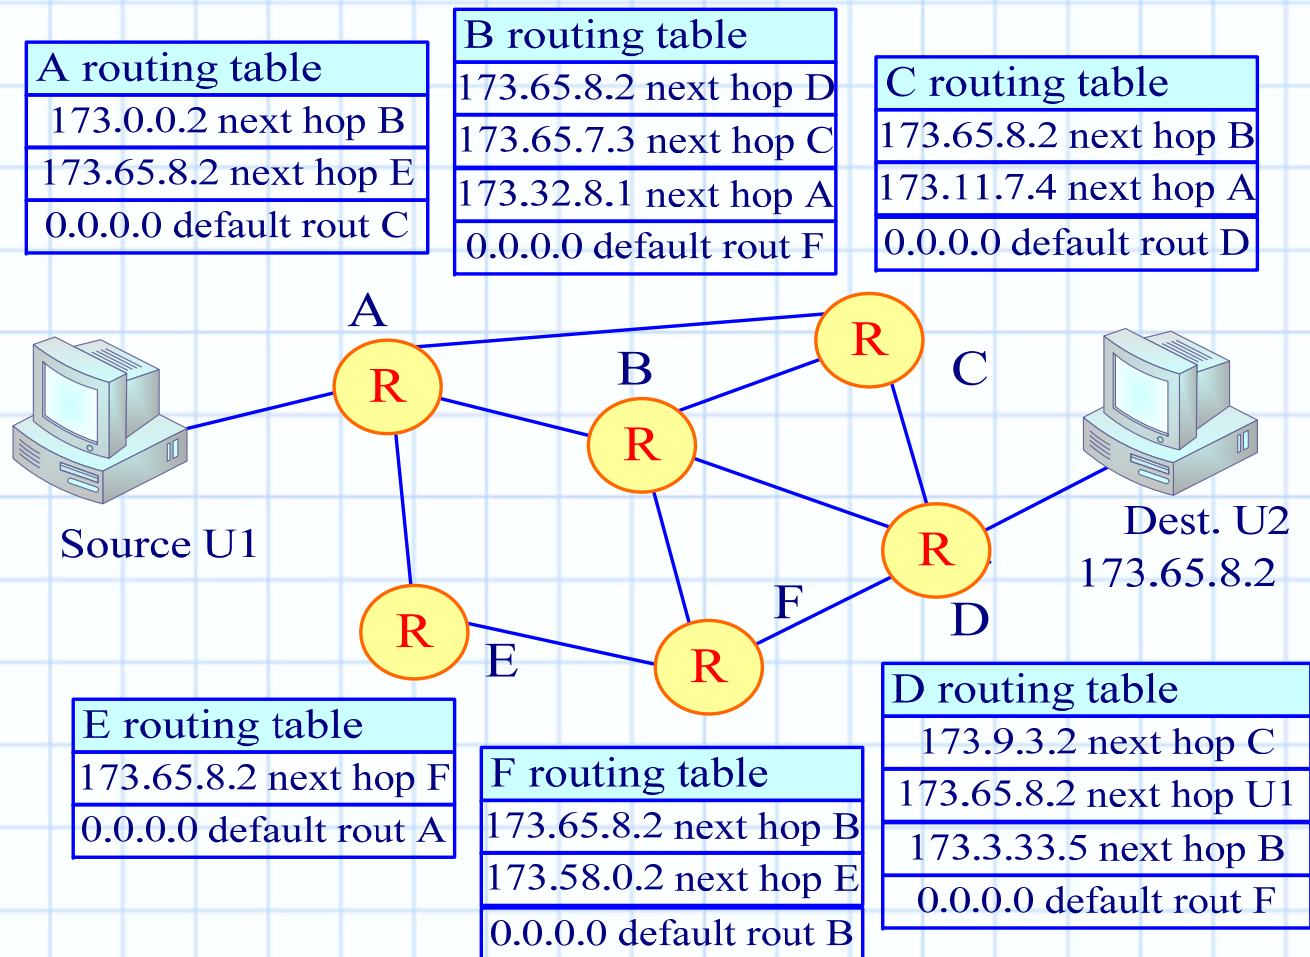 A routing table
173.0.0.2 next hop B
173.65.8.2 next hop E
0.0.0.0 default rout C
B routing table
173.65.8.2 next hop D
173.65.7.3 next hop C
173.32.8.1 next hop A
0.0.0.0 default rout F
C routing table
173.65.8.2 next hop B
173.11.7.4 next hop A
0.0.0.0 default rout D
A
R
B
R
R
C
Source U1
Dest. U2
173.65.8.2
R
D
R
E
F
R
E routing table
173.65.8.2 next hop F
0.0.0.0 default rout A
F routing table
173.65.8.2 next hop B
173.58.0.2 next hop E
0.0.0.0 default rout B
D routing table
173.9.3.2 next hop C
173.65.8.2 next hop U1
173.3.33.5 next hop B
0.0.0.0 default rout F